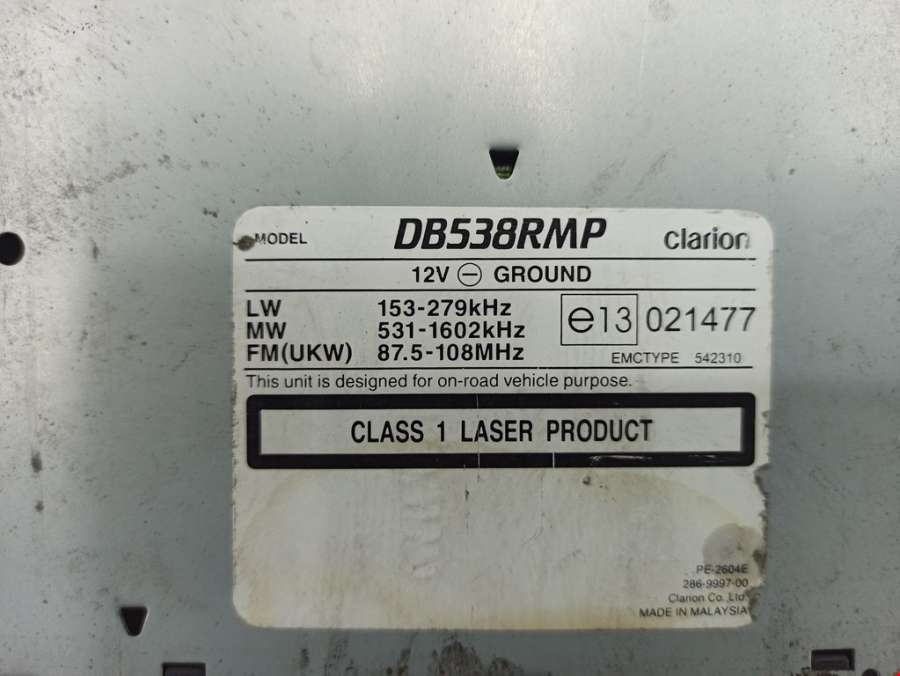 MODEL DB538RMP clarion
12V ⊖ GROUND
LW 153-279kHz
MW 531-1602kHz
FM(UKW) 87.5-108MHz
e13 021477
EMCTYPE 542310
This unit is designed for on-road vehicle purpose.
CLASS 1 LASER PRODUCT
PE-2604E
286-9997-00
Clarion Co.,Ltd.
MADE IN MALAYSIA